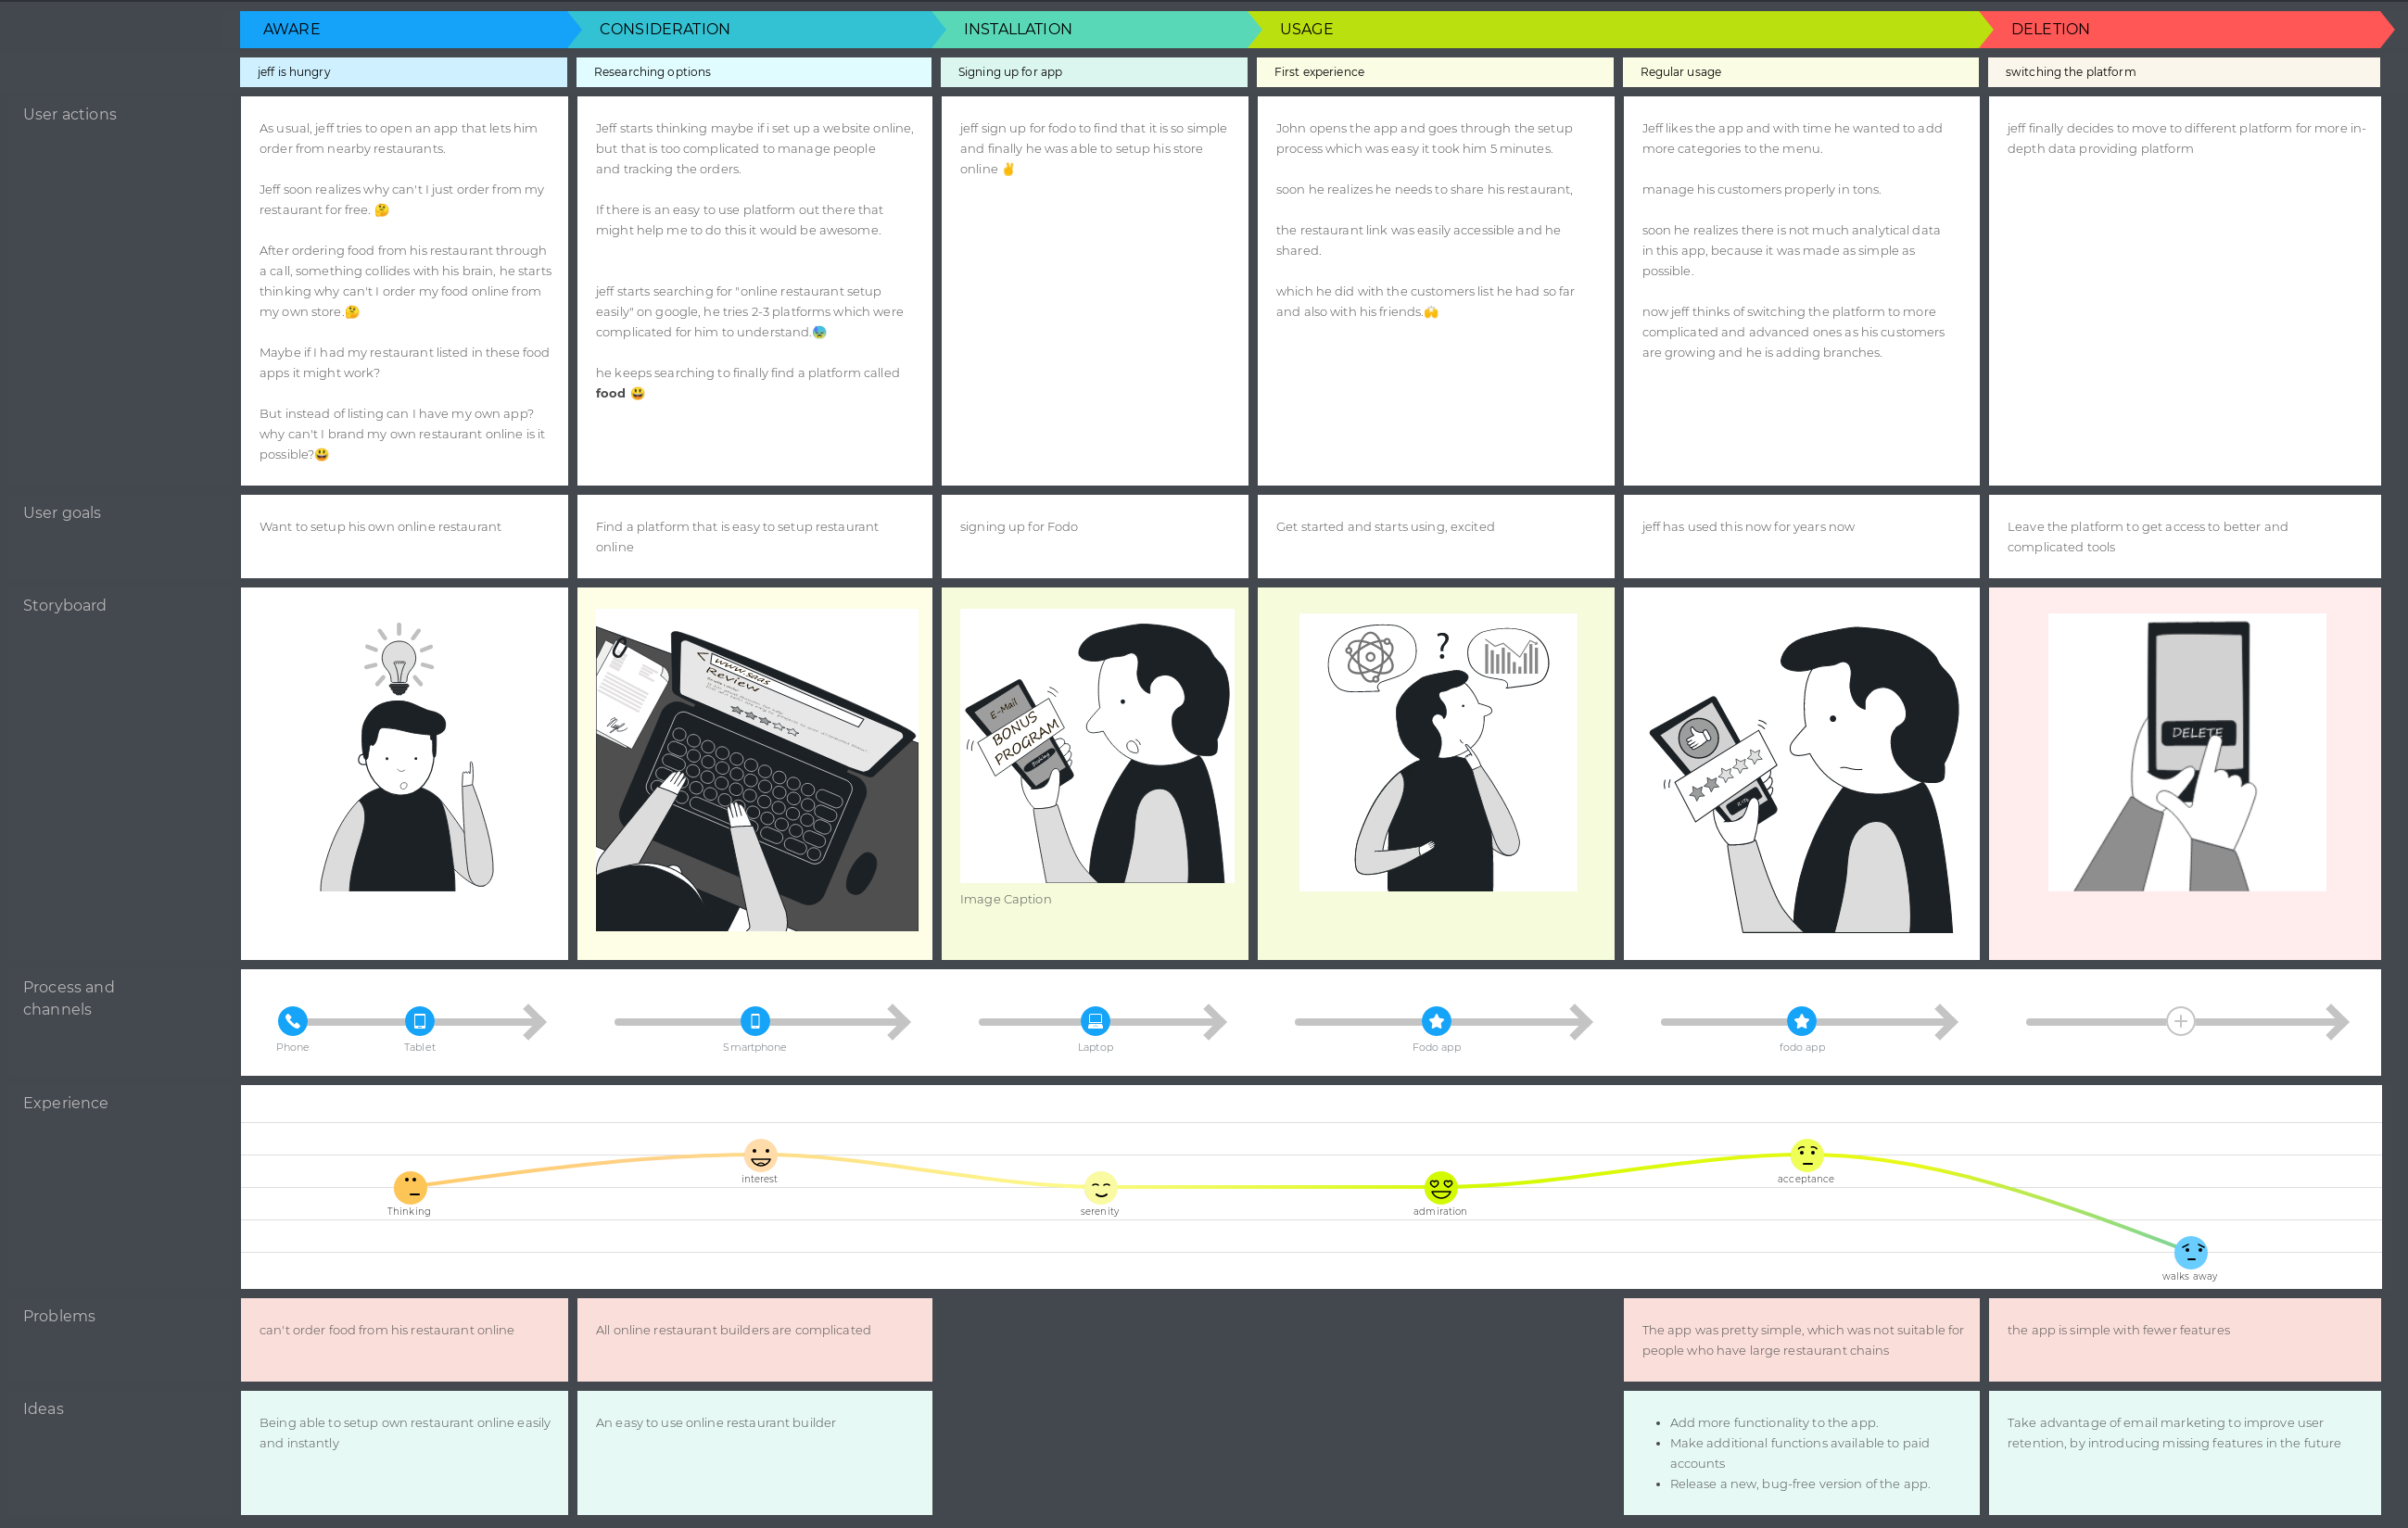 AWARE
CONSIDERATION
INSTALLATION
USAGE
DELETION
jeff is hungry
Researching options
Signing up for app
First experience
Regular usage
switching the platform
User actions
As usual, jeff tries to open an app that lets him
order from nearby restaurants.
Jeff soon realizes why can't I just order from my
restaurant for free. 🤔
After ordering food from his restaurant through
a call, something collides with his brain, he starts
thinking why can't I order my food online from
my own store.🤔
Maybe if I had my restaurant listed in these food
apps it might work?
But instead of listing can I have my own app?
why can't I brand my own restaurant online is it
possible?😃
Jeff starts thinking maybe if i set up a website online,
but that is too complicated to manage people
and tracking the orders.
If there is an easy to use platform out there that
might help me to do this it would be awesome.
jeff starts searching for "online restaurant setup
easily" on google, he tries 2-3 platforms which were
complicated for him to understand.😰
he keeps searching to finally find a platform called
food 😃
jeff sign up for fodo to find that it is so simple
and finally he was able to setup his store
online ✌
John opens the app and goes through the setup
process which was easy it took him 5 minutes.
soon he realizes he needs to share his restaurant,
the restaurant link was easily accessible and he
shared.
which he did with the customers list he had so far
and also with his friends.🙌
Jeff likes the app and with time he wanted to add
more categories to the menu.
manage his customers properly in tons.
soon he realizes there is not much analytical data
in this app, because it was made as simple as
possible.
now jeff thinks of switching the platform to more
complicated and advanced ones as his customers
are growing and he is adding branches.
jeff finally decides to move to different platform for more in-
depth data providing platform
User goals
Want to setup his own online restaurant
Find a platform that is easy to setup restaurant
online
signing up for Fodo
Get started and starts using, excited
jeff has used this now for years now
Leave the platform to get access to better and
complicated tools
Storyboard
www.saas
Review
E-Mail
BONUS
PROGRAM
?
DELETE
Image Caption
Process and
channels
Phone
Tablet
Smartphone
Laptop
Fodo app
fodo app
Experience
Thinking
interest
serenity
admiration
acceptance
walks away
Problems
can't order food from his restaurant online
All online restaurant builders are complicated
The app was pretty simple, which was not suitable for
people who have large restaurant chains
the app is simple with fewer features
Ideas
Being able to setup own restaurant online easily
and instantly
An easy to use online restaurant builder
• Add more functionality to the app.
• Make additional functions available to paid
accounts
• Release a new, bug-free version of the app.
Take advantage of email marketing to improve user
retention, by introducing missing features in the future